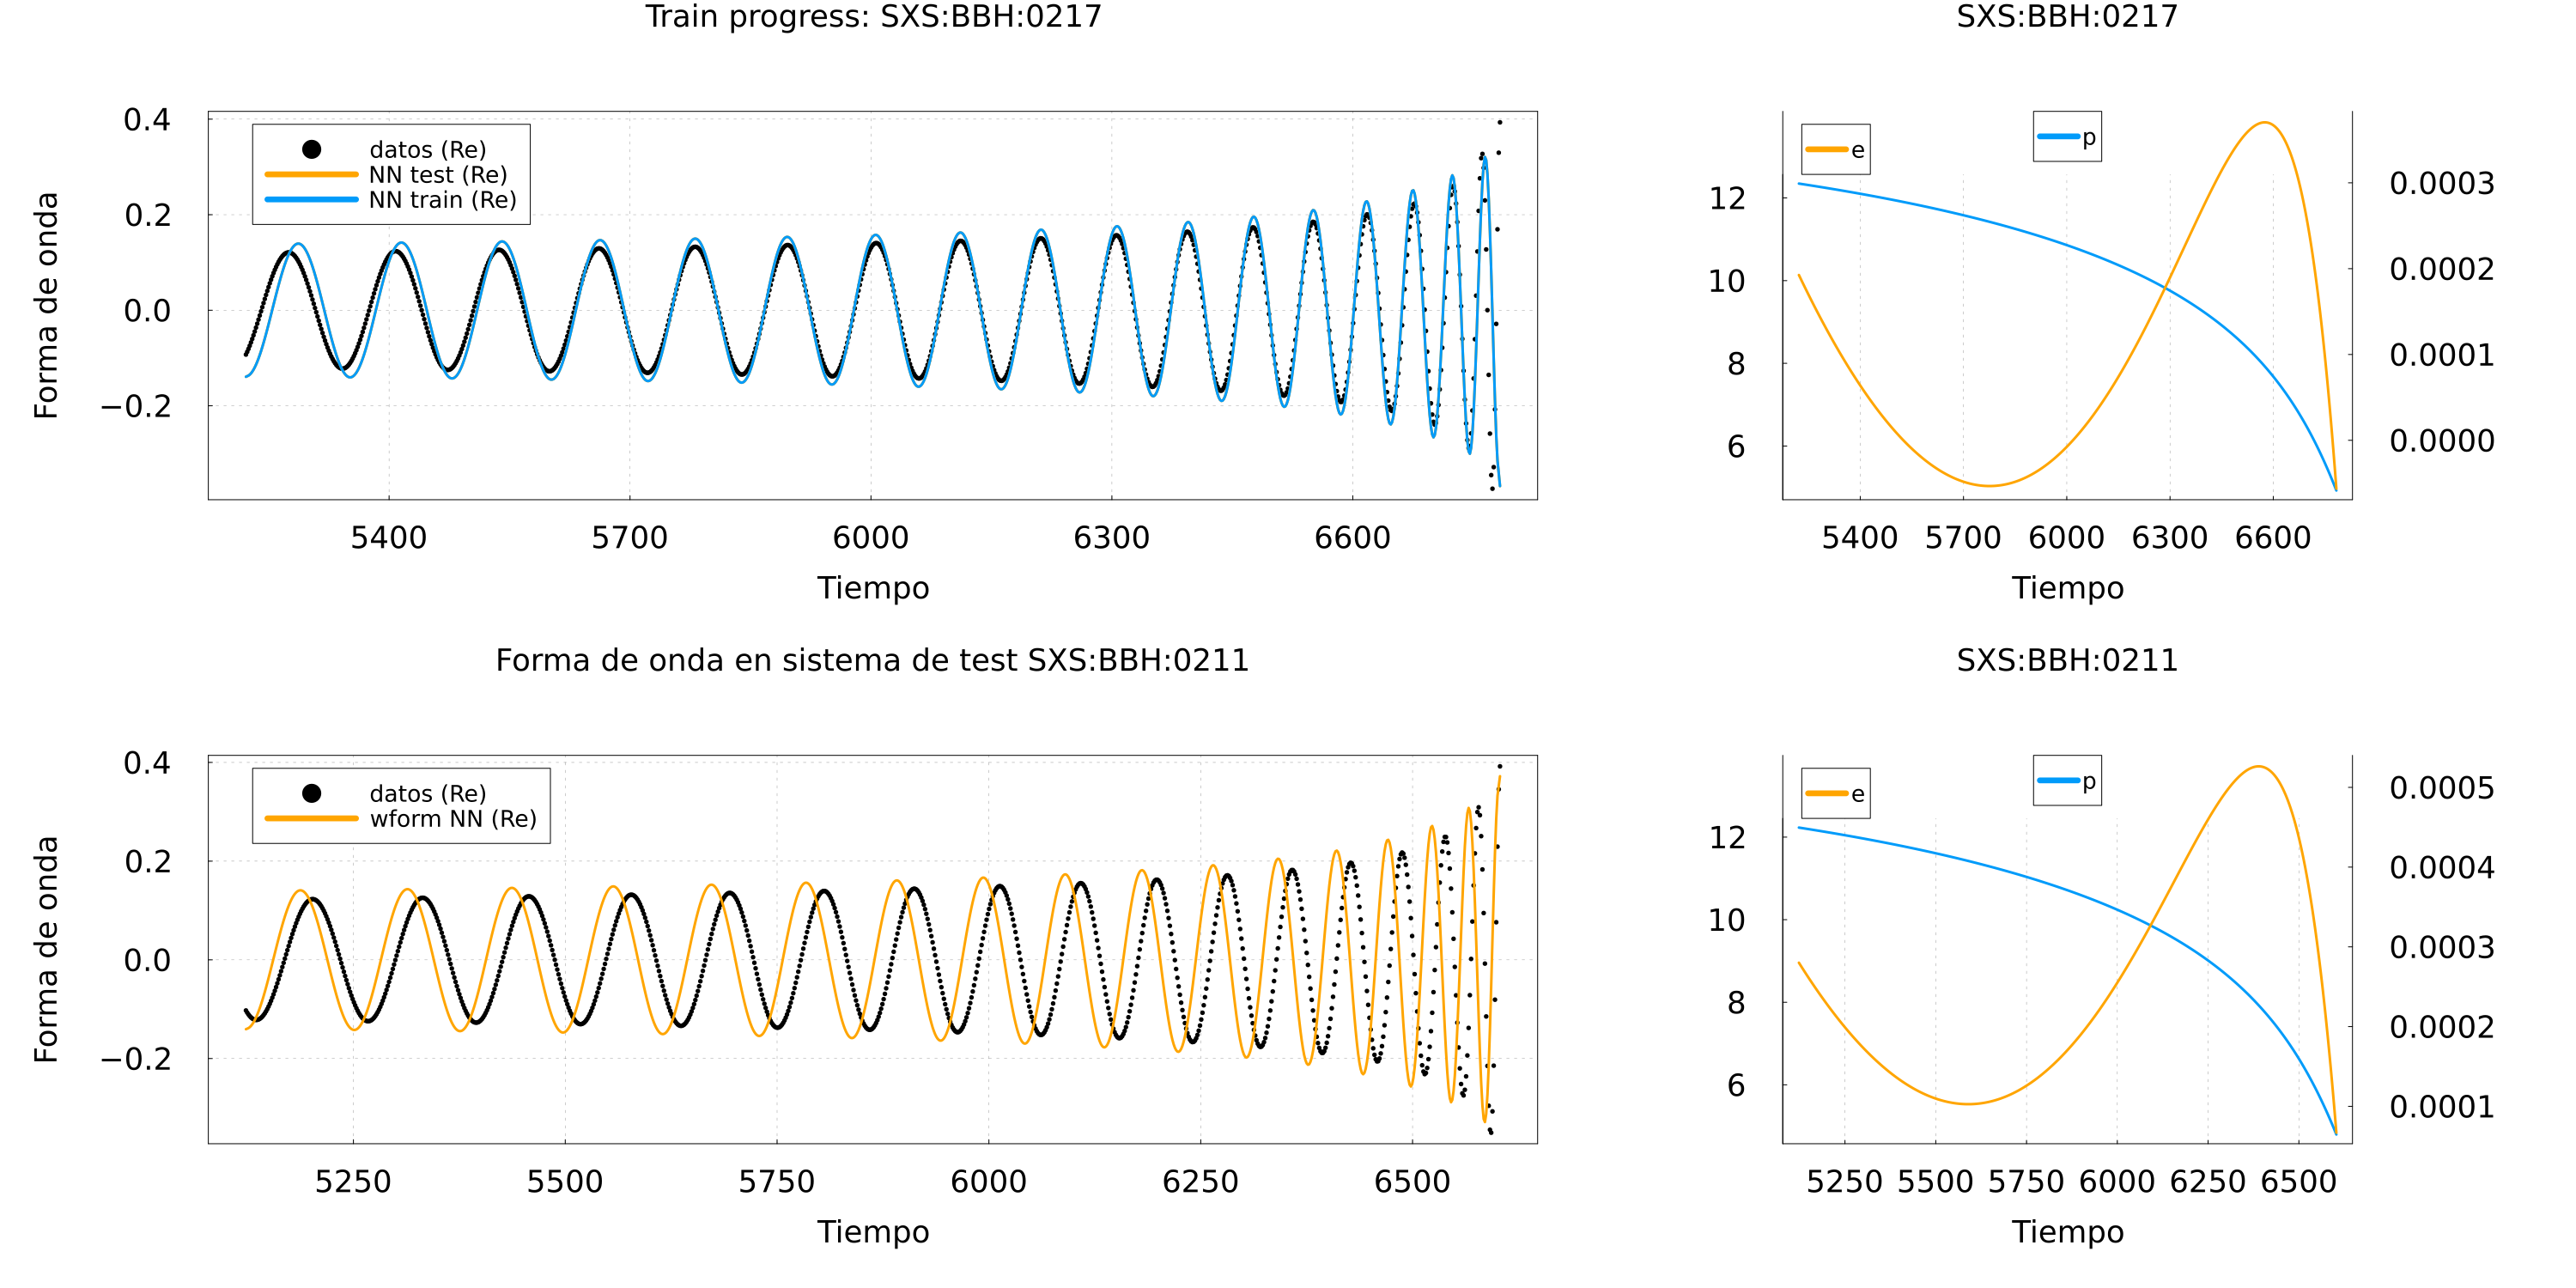 Train progress: SXS:BBH:0217
SXS:BBH:0217
0.4
0.2
0.0
−0.2
Forma de onda
datos (Re)
NN test (Re)
NN train (Re)
5400 5700 6000 6300 6600
Tiempo
e
p
12
10
8
6
0.0003
0.0002
0.0001
0.0000
5400 5700 6000 6300 6600
Tiempo
Forma de onda en sistema de test SXS:BBH:0211
SXS:BBH:0211
0.4
0.2
0.0
−0.2
Forma de onda
datos (Re)
wform NN (Re)
5250 5500 5750 6000 6250 6500
Tiempo
e
p
12
10
8
6
0.0005
0.0004
0.0003
0.0002
0.0001
5250 5500 5750 6000 6250 6500
Tiempo